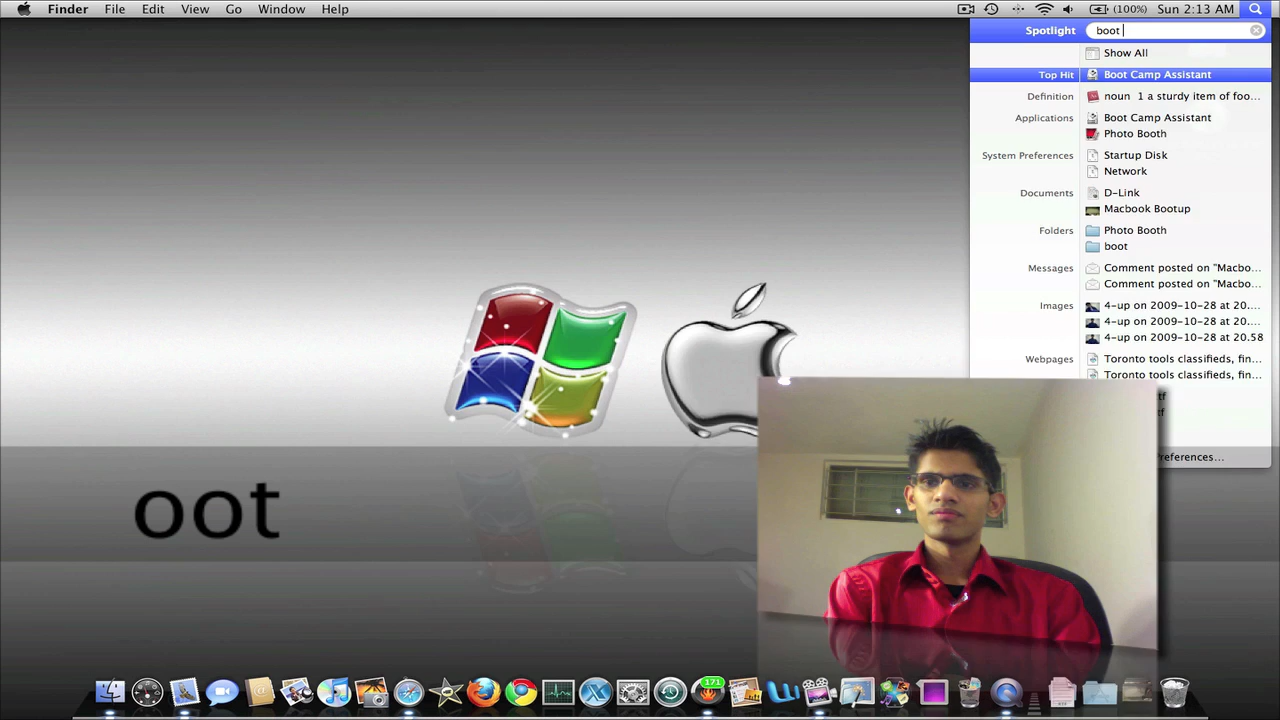 Finder File Edit View Go Window Help (100%) Sun 2:13 AM
Spotlight boot
Show All
Top Hit Boot Camp Assistant
Definition noun 1 a sturdy item of foo...
Applications Boot Camp Assistant
Photo Booth
System Preferences Startup Disk
Network
Documents D-Link
Macbook Bootup
Folders Photo Booth
boot
Messages Comment posted on "Macbo...
Comment posted on "Macbo...
Images 4-up on 2009-10-28 at 20....
4-up on 2009-10-28 at 20....
4-up on 2009-10-28 at 20.58
Webpages Toronto tools classifieds, fin...
Toronto tools classifieds, fin...
tf
tf
references...
oot
171